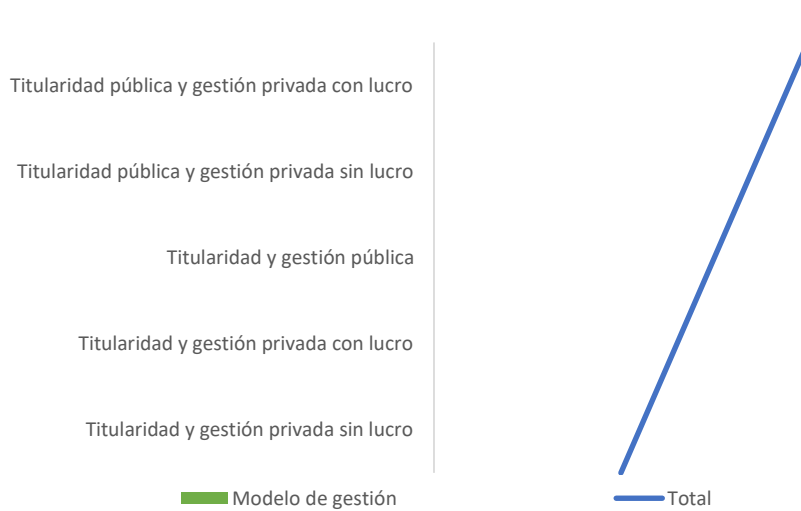 Titularidad pública y gestión privada con lucro
Titularidad pública y gestión privada sin lucro
Titularidad y gestión pública
Titularidad y gestión privada con lucro
Titularidad y gestión privada sin lucro
Modelo de gestión
Total